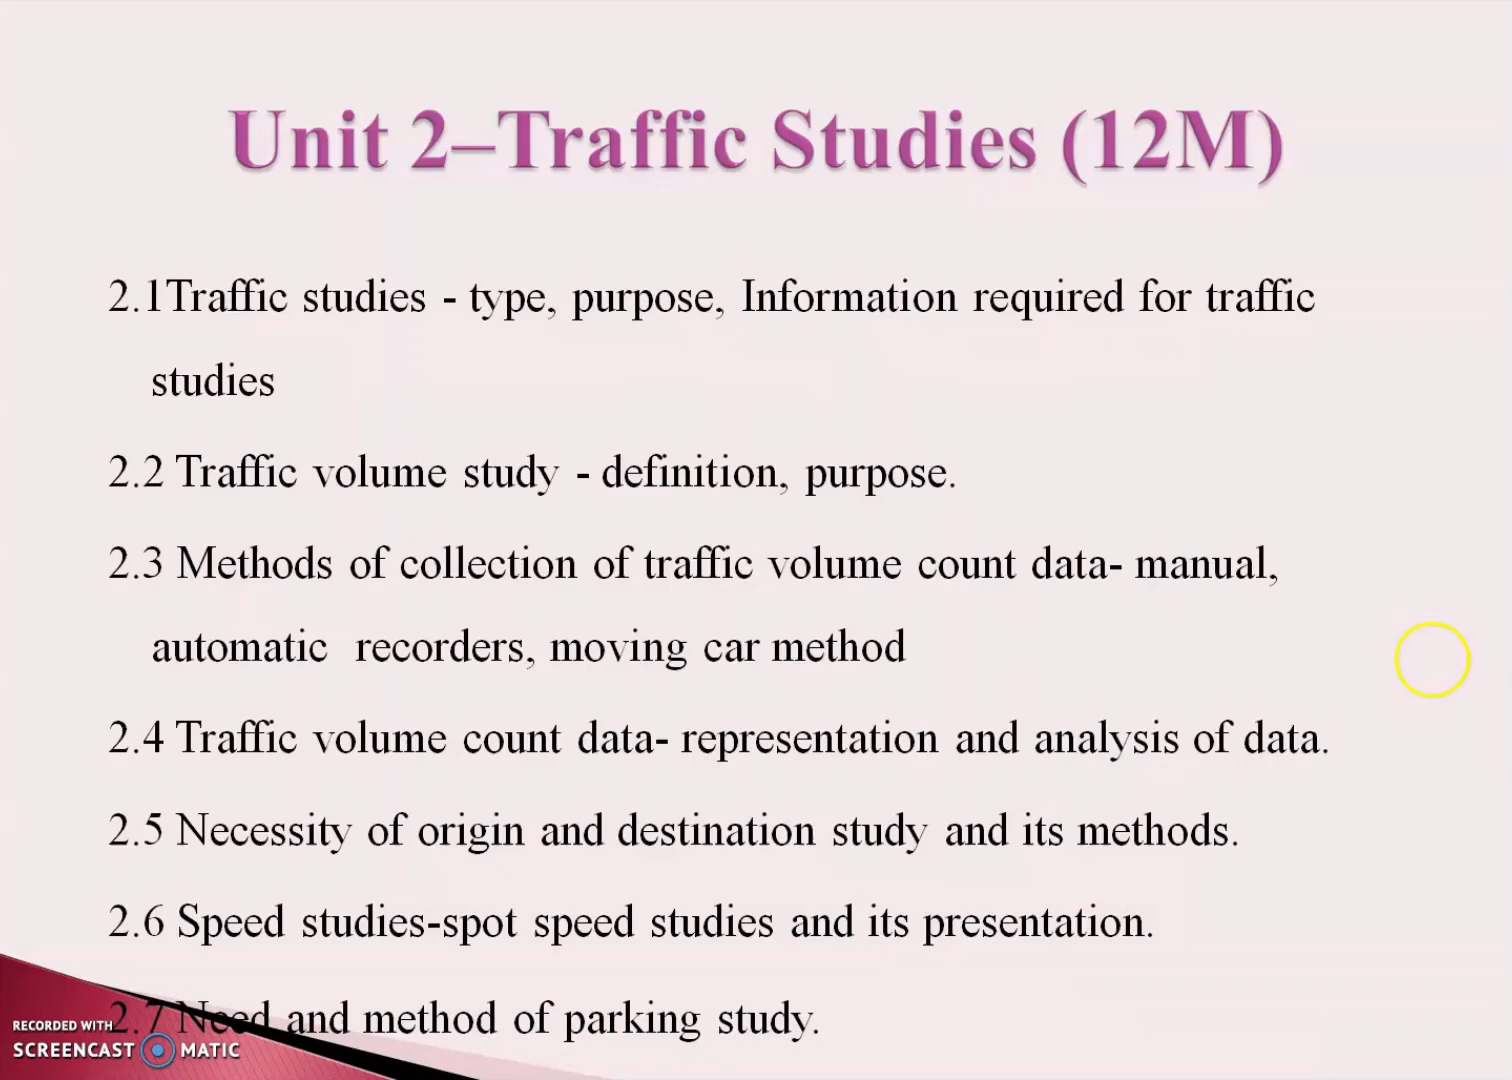 Unit 2–Traffic Studies (12M)
2.1Traffic studies - type, purpose, Information required for traffic
studies
2.2 Traffic volume study - definition, purpose.
2.3 Methods of collection of traffic volume count data- manual,
automatic recorders, moving car method
2.4 Traffic volume count data- representation and analysis of data.
2.5 Necessity of origin and destination study and its methods.
2.6 Speed studies-spot speed studies and its presentation.
2.7 Need and method of parking study.
RECORDED WITH
SCREENCAST MATIC